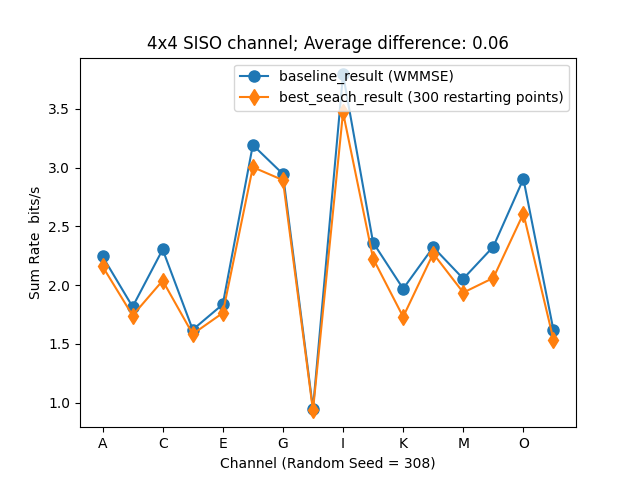 4x4 SISO channel; Average difference: 0.06
baseline_result (WMMSE)
best_seach_result (300 restarting points)
Sum Rate  bits/s
3.5
3.0
2.5
2.0
1.5
1.0
A C E G I K M O
Channel (Random Seed = 308)